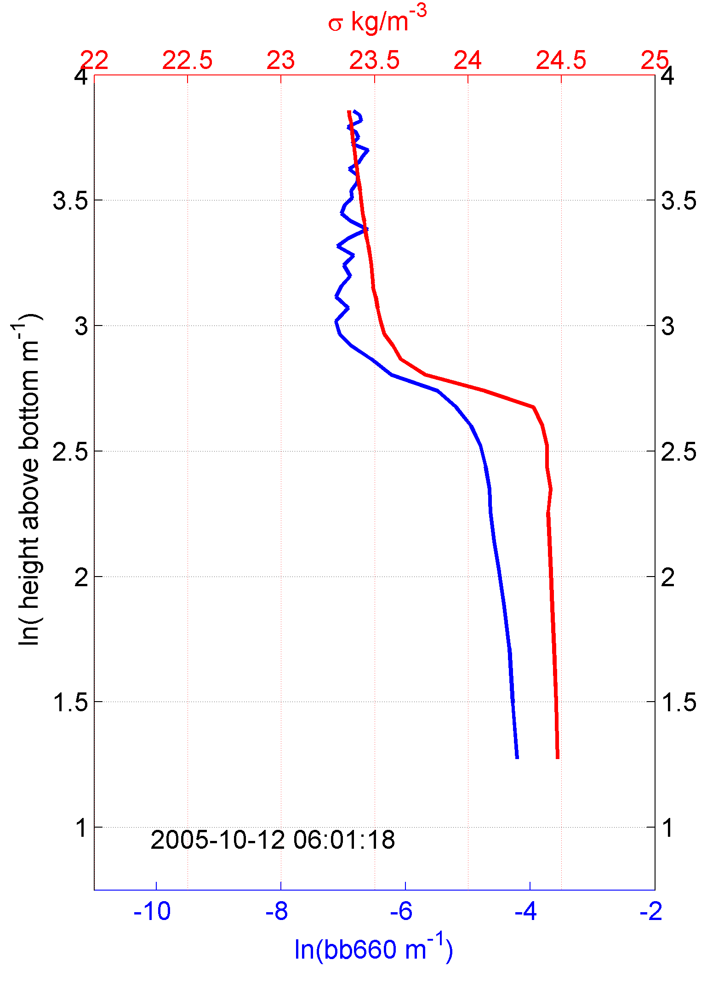 σ kg/m⁻³
22 22.5 23 23.5 24 24.5 25
4 4
3.5 3.5
3 3
2.5 2.5
2 2
1.5 1.5
1 1
ln( height above bottom m⁻¹)
2005-10-12 06:01:18
-10 -8 -6 -4 -2
ln(bb660 m⁻¹)